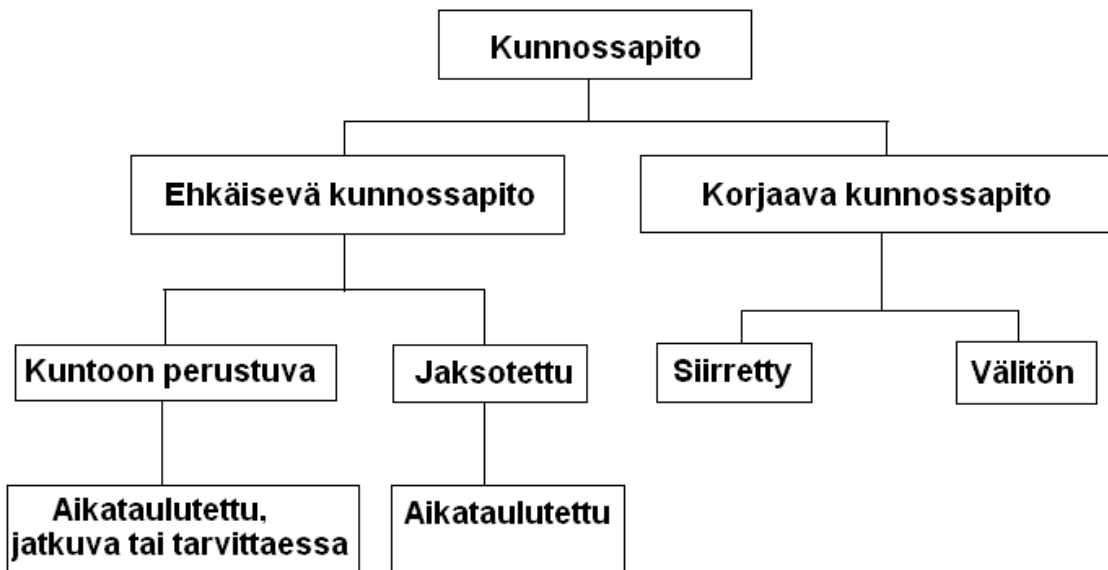 Kunnossapito
Ehkäisevä kunnossapito
Korjaava kunnossapito
Kuntoon perustuva
Jaksotettu
Siirretty
Välitön
Aikataulutettu,
jatkuva tai tarvittaessa
Aikataulutettu